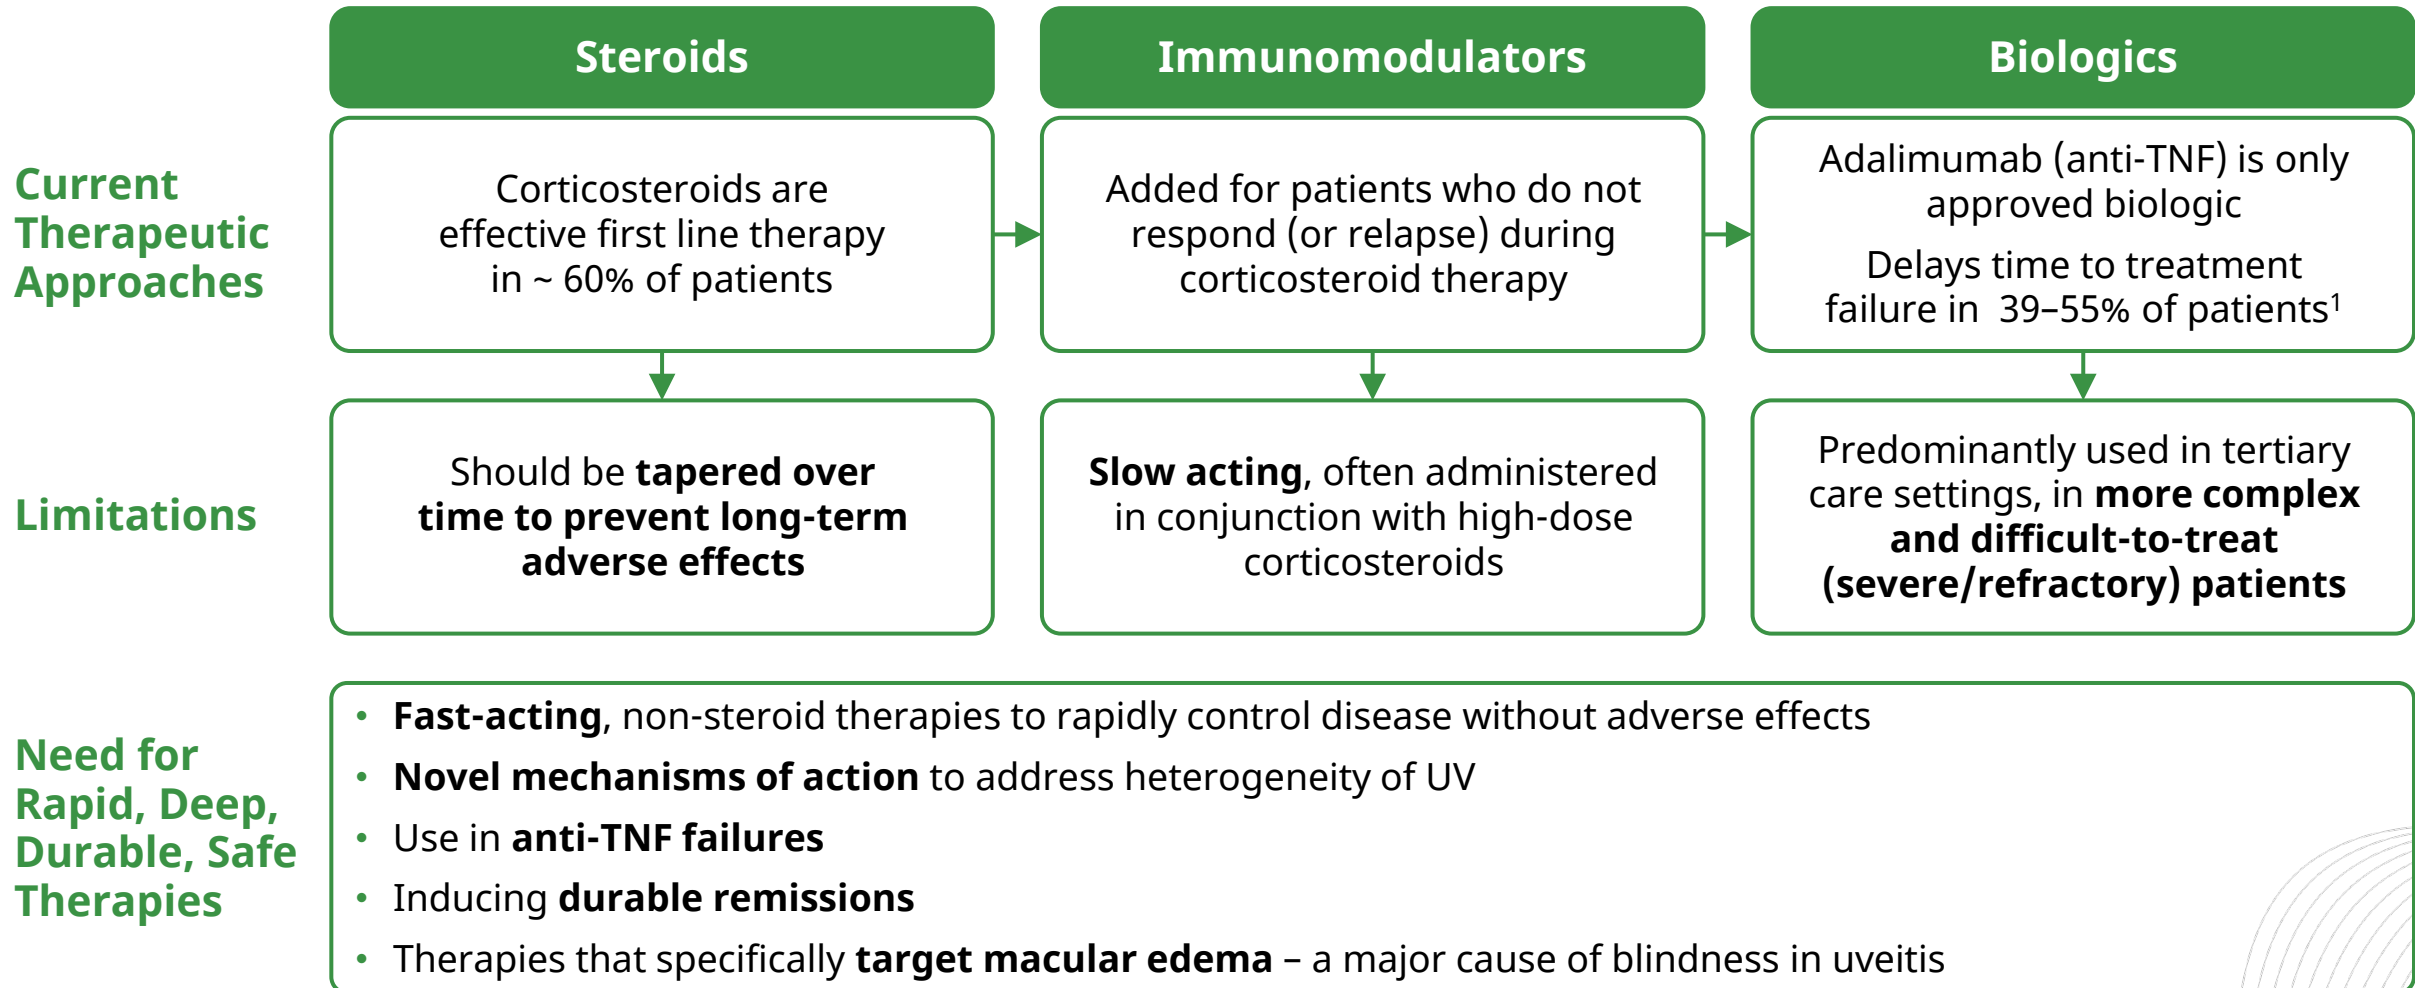 Steroids
Immunomodulators
Biologics
Current
Therapeutic
Approaches
Corticosteroids are
effective first line therapy
in ~ 60% of patients
Added for patients who do not
respond (or relapse) during
corticosteroid therapy
Adalimumab (anti-TNF) is only
approved biologic
Delays time to treatment
failure in  39–55% of patients¹
Limitations
Should be tapered over
time to prevent long-term
adverse effects
Slow acting, often administered
in conjunction with high-dose
corticosteroids
Predominantly used in tertiary
care settings, in more complex
and difficult-to-treat
(severe/refractory) patients
Need for
Rapid, Deep,
Durable, Safe
Therapies
• Fast-acting, non-steroid therapies to rapidly control disease without adverse effects
• Novel mechanisms of action to address heterogeneity of UV
• Use in anti-TNF failures
• Inducing durable remissions
• Therapies that specifically target macular edema – a major cause of blindness in uveitis